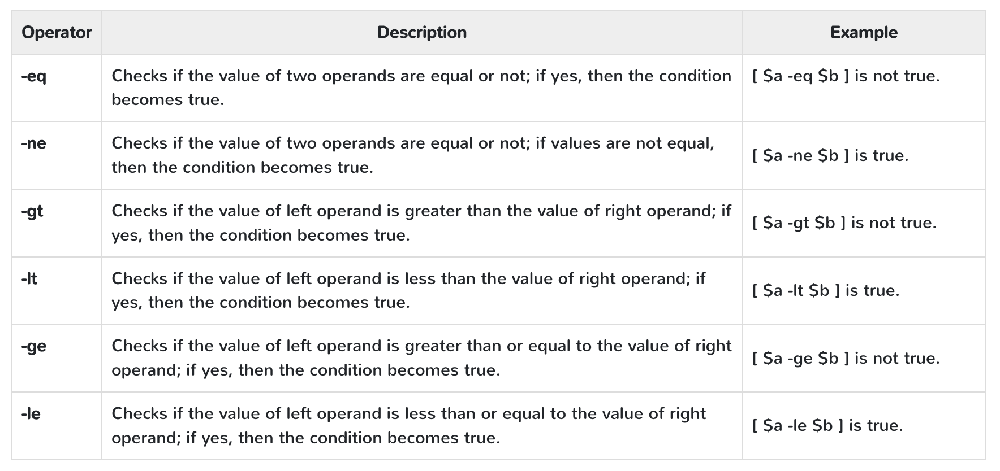 Operator Description Example
-eq Checks if the value of two operands are equal or not; if yes, then the condition [ $a -eq $b ] is not true.
becomes true.
-ne Checks if the value of two operands are equal or not; if values are not equal,
then the condition becomes true.
[ $a -ne $b ] is true.
-gt Checks if the value of left operand is greater than the value of right operand; if
yes, then the condition becomes true.
[ $a -gt $b ] is not true.
-lt Checks if the value of left operand is less than the value of right operand; if
yes, then the condition becomes true.
[ $a -lt $b ] is true.
-ge Checks if the value of left operand is greater than or equal to the value of right
operand; if yes, then the condition becomes true.
[ $a -ge $b ] is not true.
-le Checks if the value of left operand is less than or equal to the value of right
operand; if yes, then the condition becomes true.
[ $a -le $b ] is true.